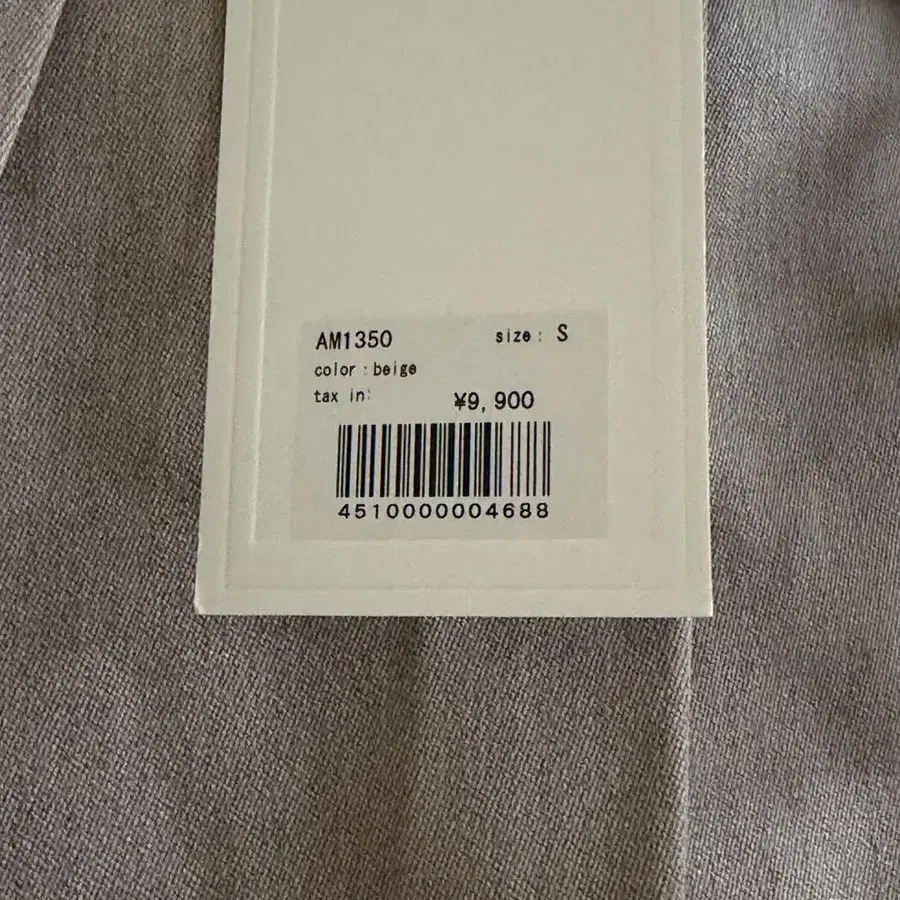 AM1350 size: S
color:beige
tax in:
¥9,900
4510000004688